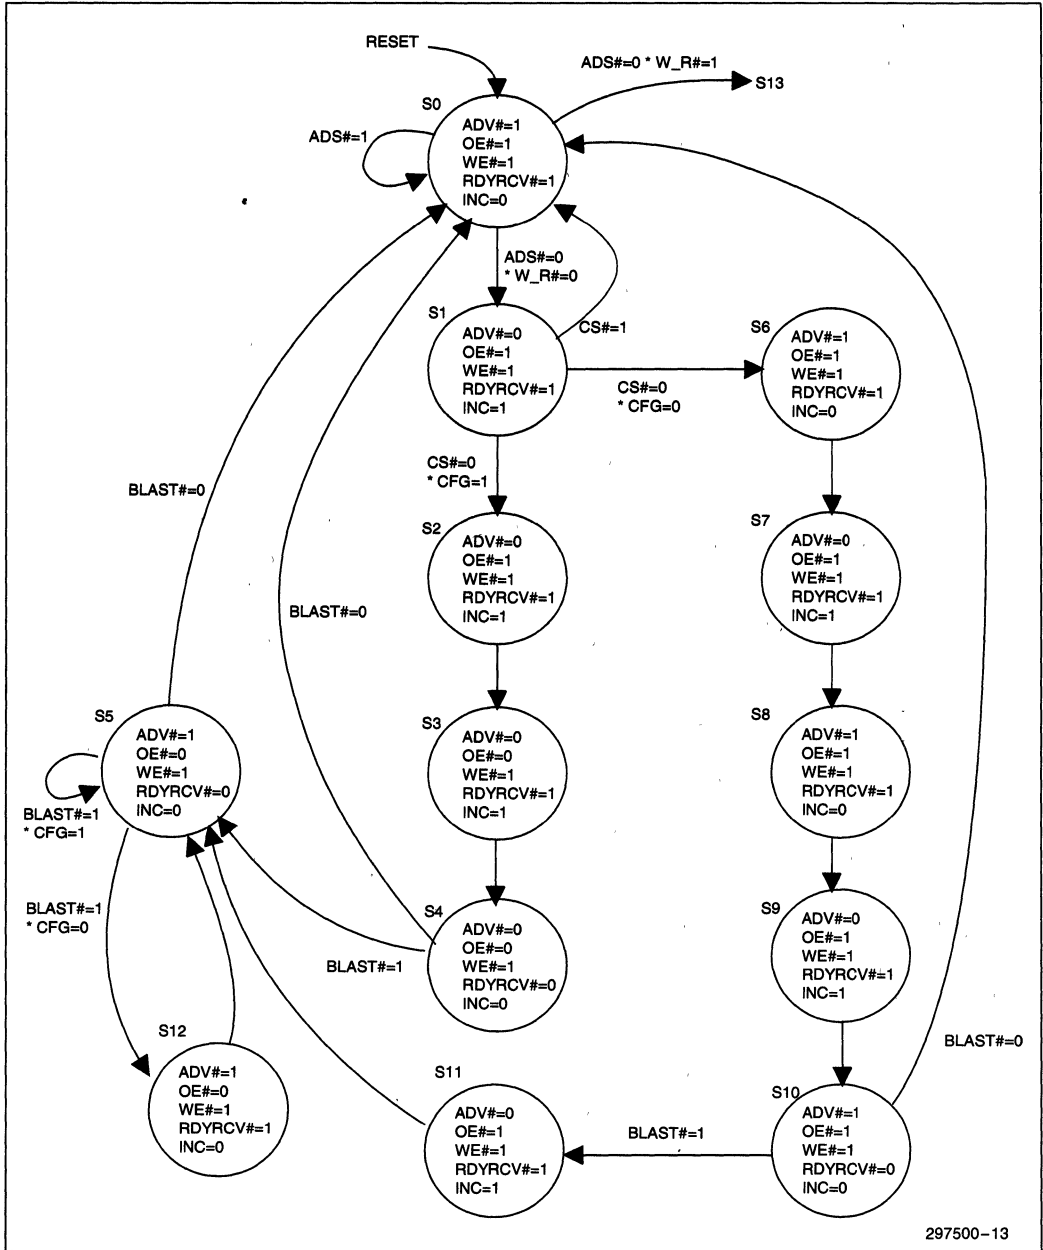 RESET
ADS#=0 * W_R#=1
S13
S0
ADS#=1
ADV#=1
OE#=1
WE#=1
RDYRCV#=1
INC=0
ADS#=0
* W_R#=0
S1
ADV#=0
OE#=1
WE#=1
RDYRCV#=1
INC=1
CS#=1
CS#=0
* CFG=0
S6
ADV#=1
OE#=1
WE#=1
RDYRCV#=1
INC=0
CS#=0
* CFG=1
BLAST#=0
S2
ADV#=0
OE#=1
WE#=1
RDYRCV#=1
INC=1
S7
ADV#=0
OE#=1
WE#=1
RDYRCV#=1
INC=1
BLAST#=0
S5
ADV#=1
OE#=0
WE#=1
RDYRCV#=0
INC=0
BLAST#=1
* CFG=1
S3
ADV#=0
OE#=0
WE#=1
RDYRCV#=1
INC=1
S8
ADV#=1
OE#=1
WE#=1
RDYRCV#=1
INC=0
BLAST#=1
* CFG=0
S4
ADV#=0
OE#=0
WE#=1
RDYRCV#=0
INC=0
BLAST#=1
S9
ADV#=0
OE#=1
WE#=1
RDYRCV#=1
INC=1
BLAST#=0
S12
ADV#=1
OE#=0
WE#=1
RDYRCV#=1
INC=0
S11
ADV#=0
OE#=1
WE#=1
RDYRCV#=1
INC=1
BLAST#=1
S10
ADV#=1
OE#=1
WE#=1
RDYRCV#=0
INC=0
297500-13